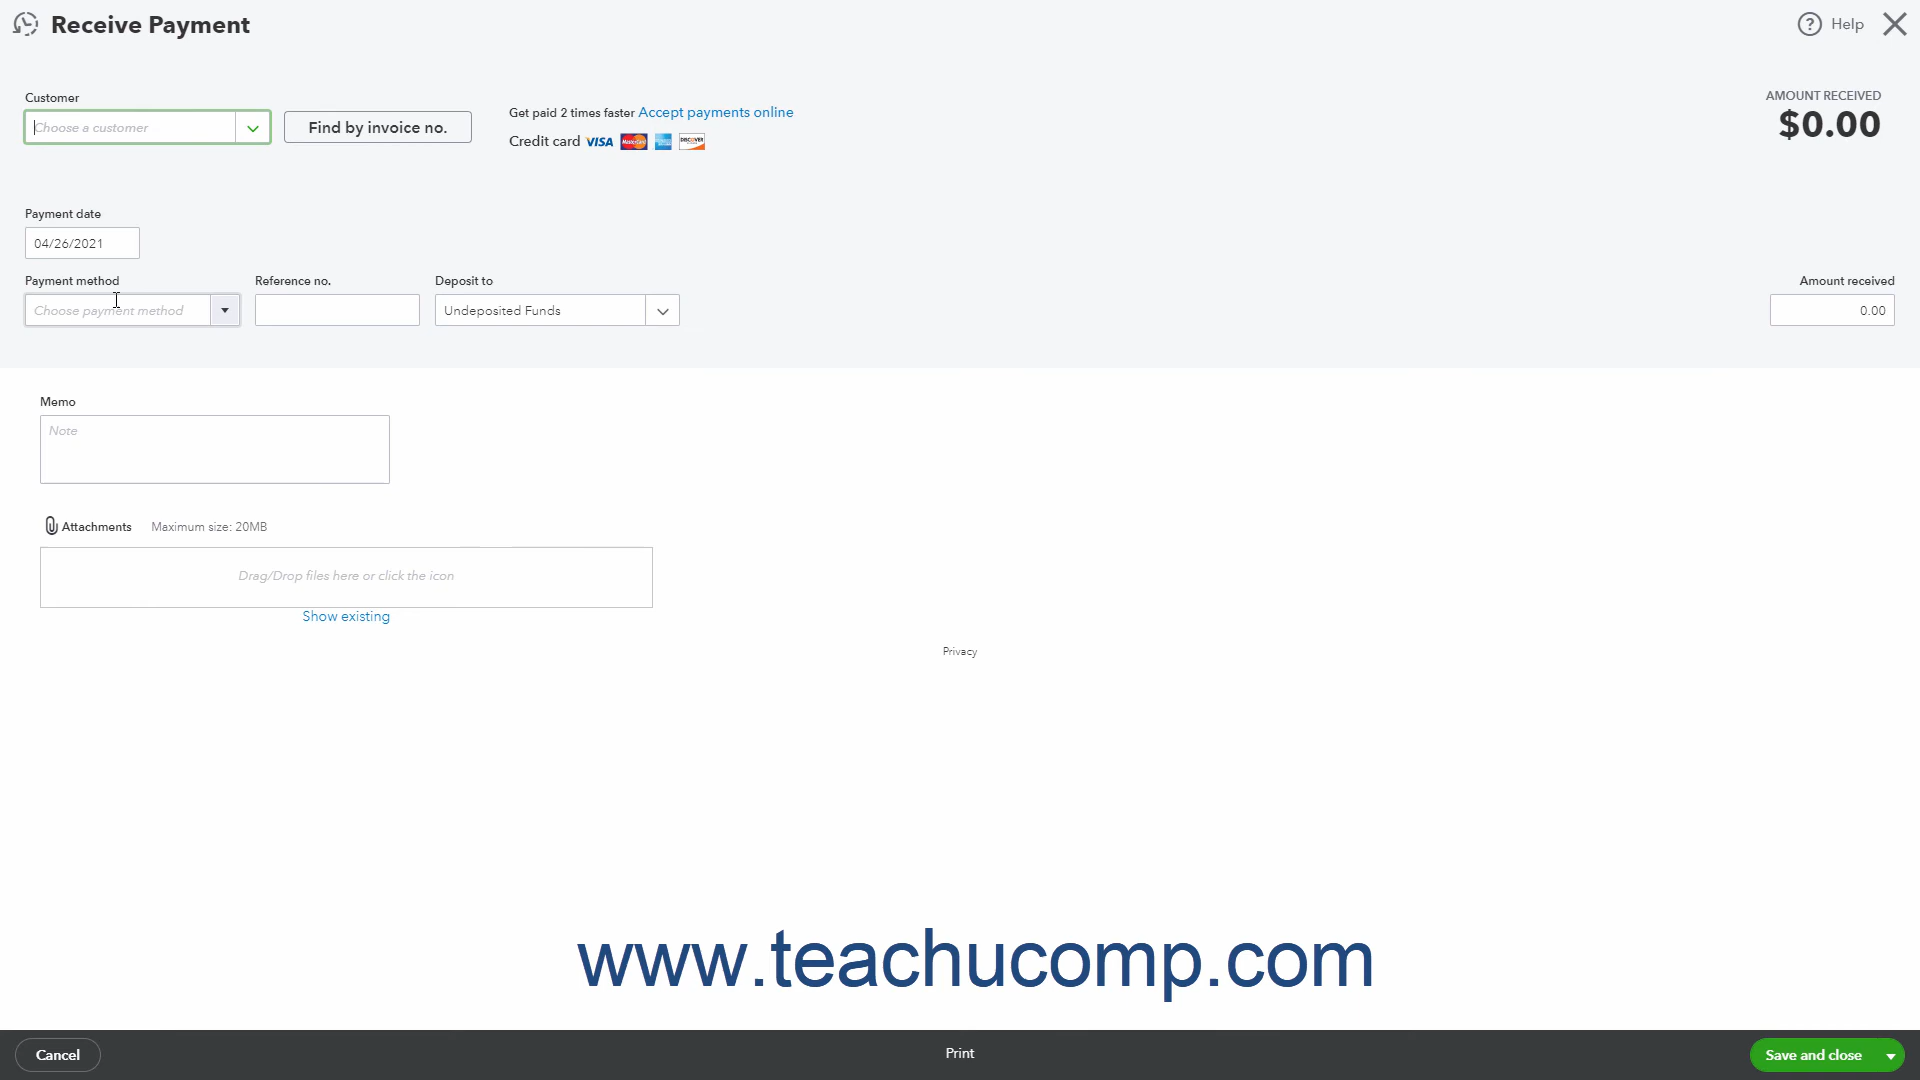 Receive Payment
Help
Customer
Choose a customer
Find by invoice no.
Get paid 2 times faster Accept payments online
Credit card VISA MasterCard DISCOVER
AMOUNT RECEIVED
$0.00
Payment date
04/26/2021
Payment method
Choose payment method
Reference no.
Deposit to
Undeposited Funds
Amount received
0.00
Memo
Note
Attachments Maximum size: 20MB
Drag/Drop files here or click the icon
Show existing
Privacy
www.teachucomp.com
Cancel
Print
Save and close